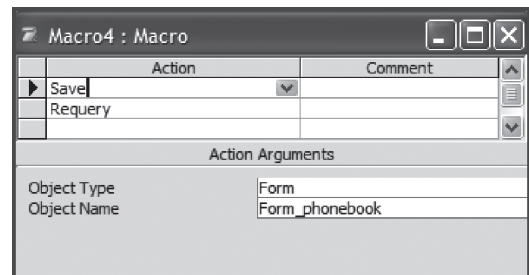 Macro4 : Macro
Action Comment
Save
Requery
Action Arguments
Object Type Form
Object Name Form_phonebook